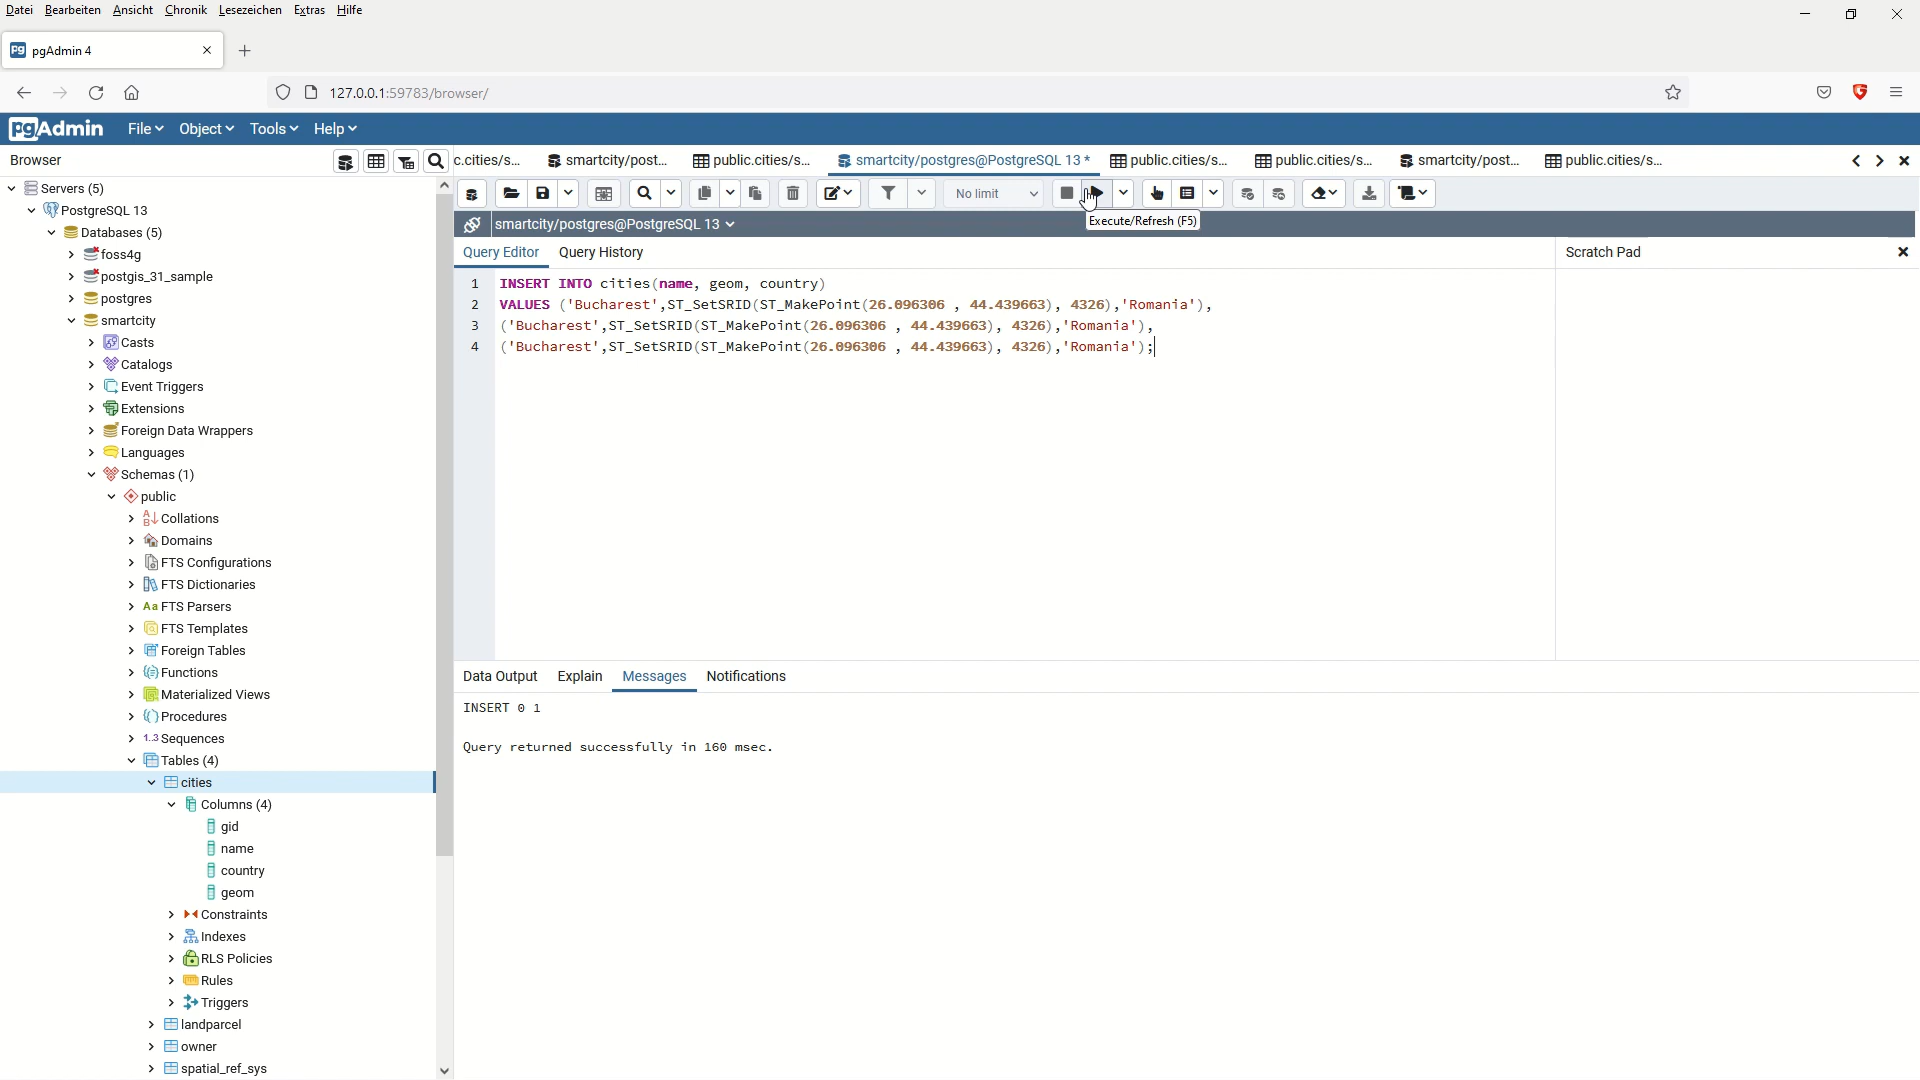 Datei Bearbeiten Ansicht Chronik Lesezeichen Extras Hilfe
pgAdmin 4
127.0.0.1:59783/browser/
pgAdmin File Object Tools Help
Browser
c.cities/s... smartcity/post... public.cities/s... smartcity/postgres@PostgreSQL 13 * public.cities/s... public.cities/s... smartcity/post... public.cities/s...
No limit
Execute/Refresh (F5)
smartcity/postgres@PostgreSQL 13
Query Editor Query History
Scratch Pad
1 INSERT INTO cities(name, geom, country)
2 VALUES ('Bucharest',ST_SetSRID(ST_MakePoint(26.096306 , 44.439663), 4326),'Romania'),
3 ('Bucharest',ST_SetSRID(ST_MakePoint(26.096306 , 44.439663), 4326),'Romania'),
4 ('Bucharest',ST_SetSRID(ST_MakePoint(26.096306 , 44.439663), 4326),'Romania');
Data Output Explain Messages Notifications
INSERT 0 1
Query returned successfully in 160 msec.
Servers (5)
PostgreSQL 13
Databases (5)
foss4g
postgis_31_sample
postgres
smartcity
Casts
Catalogs
Event Triggers
Extensions
Foreign Data Wrappers
Languages
Schemas (1)
public
Collations
Domains
FTS Configurations
FTS Dictionaries
Aa FTS Parsers
FTS Templates
Foreign Tables
Functions
Materialized Views
Procedures
1..3 Sequences
Tables (4)
cities
Columns (4)
gid
name
country
geom
Constraints
Indexes
RLS Policies
Rules
Triggers
landparcel
owner
spatial_ref_sys